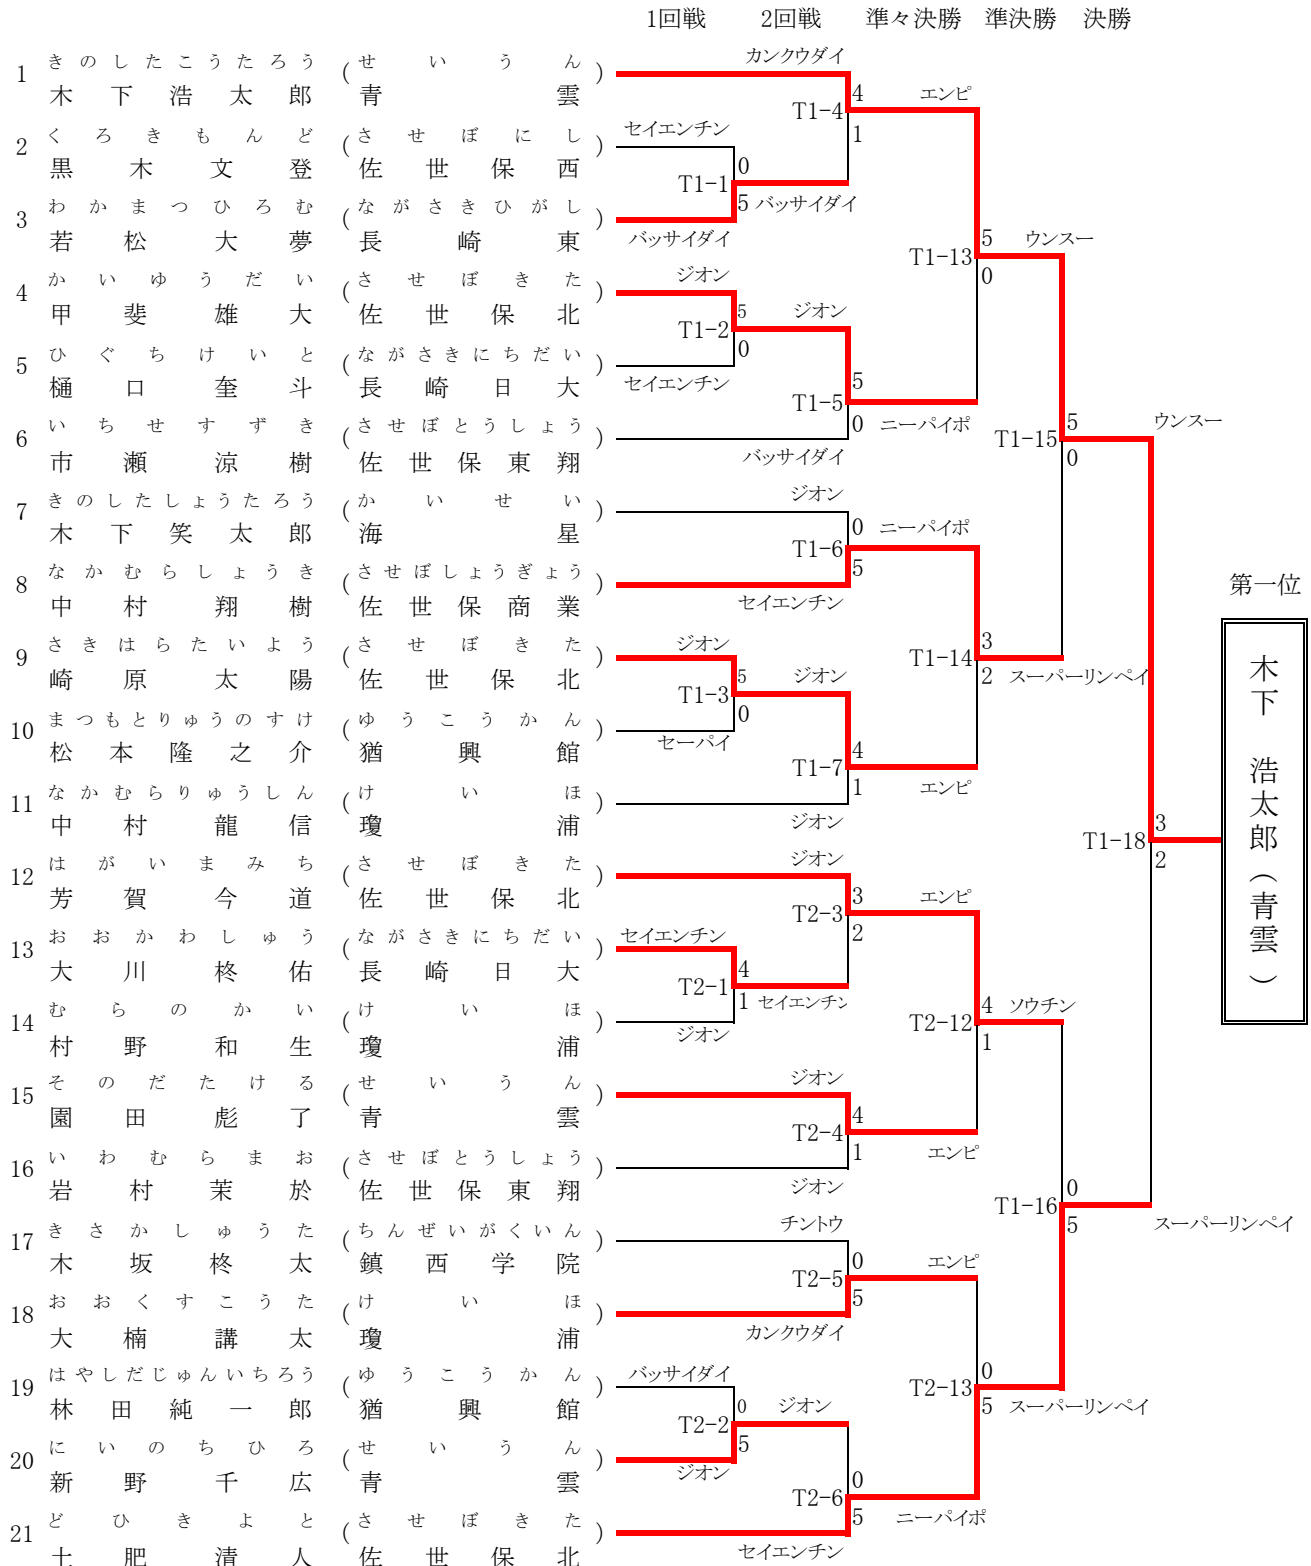 1回戦 2回戦 準々決勝 準決勝 決勝
カンクウダイ
きのしたこうたろう (せいうん)
1 木下浩太郎 青雲
4 エンピ
T1-4
セイエンチン 1
くろきもんど (させぼにし)
2 黒木文登 佐世保西
0
T1-1
5 バッサイダイ
わかまつひろむ (ながさきひがし)
3 若松大夢 長崎東
バッサイダイ
5 ウンスー
T1-13
0
ジオン
かいゆうだい (させぼきた)
4 甲斐雄大 佐世保北
5 ジオン
T1-2
0
ひぐちけいと (ながさきにちだい)
5 樋口奎斗 長崎日大
セイエンチン
5
T1-5
0 ニーパイポ
いちせすずき (させぼとうしょう)
6 市瀬涼樹 佐世保東翔
バッサイダイ
5 ウンスー
T1-15
0
ジオン
きのしたしょうたろう (かいせい)
7 木下笑太郎 海星
0 ニーパイポ
T1-6
5
なかむらしょうき (させぼしょうぎょう)
8 中村翔樹 佐世保商業
セイエンチン
第一位
木下 浩太郎(青雲)
ジオン
さきはらたいよう (させぼきた)
9 崎原太陽 佐世保北
3
T1-14
2 スーパーリンペイ
5 ジオン
T1-3
0
まつもとりゅうのすけ (ゆうこうかん)
10 松本隆之介 猶興館
セーパイ
4
T1-7
1 エンピ
なかむらりゅうしん (けいほ)
11 中村龍信 瓊浦
ジオン
3
T1-18
2
ジオン
はがいまみち (させぼきた)
12 芳賀今道 佐世保北
3 エンピ
T2-3
2
セイエンチン
おおかわしゅう (ながさきにちだい)
13 大川柊佑 長崎日大
4
T2-1
1 セイエンチン
むらのかい (けいほ)
14 村野和生 瓊浦
ジオン
4 ソウチン
T2-12
1
ジオン
そのだたける (せいうん)
15 園田彪了 青雲
4
T2-4
1 エンピ
いわむらまお (させぼとうしょう)
16 岩村茉於 佐世保東翔
ジオン
0
T1-16
5 スーパーリンペイ
チントウ
きさかしゅうた (ちんぜいがくいん)
17 木坂柊太 鎮西学院
0 エンピ
T2-5
5
おおくすこうた (けいほ)
18 大楠講太 瓊浦
カンクウダイ
バッサイダイ
はやしだじゅんいちろう (ゆうこうかん)
19 林田純一郎 猶興館
0
T2-13
5 スーパーリンペイ
0 ジオン
T2-2
5
にいのちひろ (せいうん)
20 新野千広 青雲
ジオン
0
T2-6
5 ニーパイポ
どひきよと (させぼきた)
21 土肥清人 佐世保北
セイエンチン